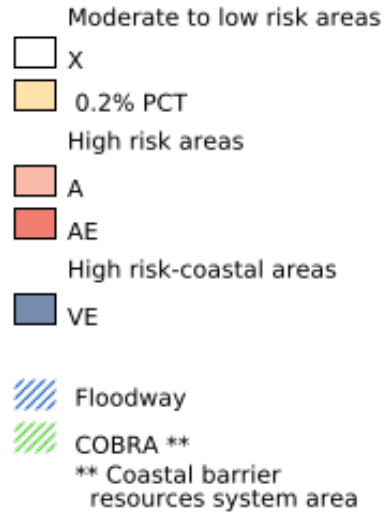 Moderate to low risk areas
X
0.2% PCT
High risk areas
A
AE
High risk-coastal areas
VE
Floodway
COBRA **
** Coastal barrier
resources system area